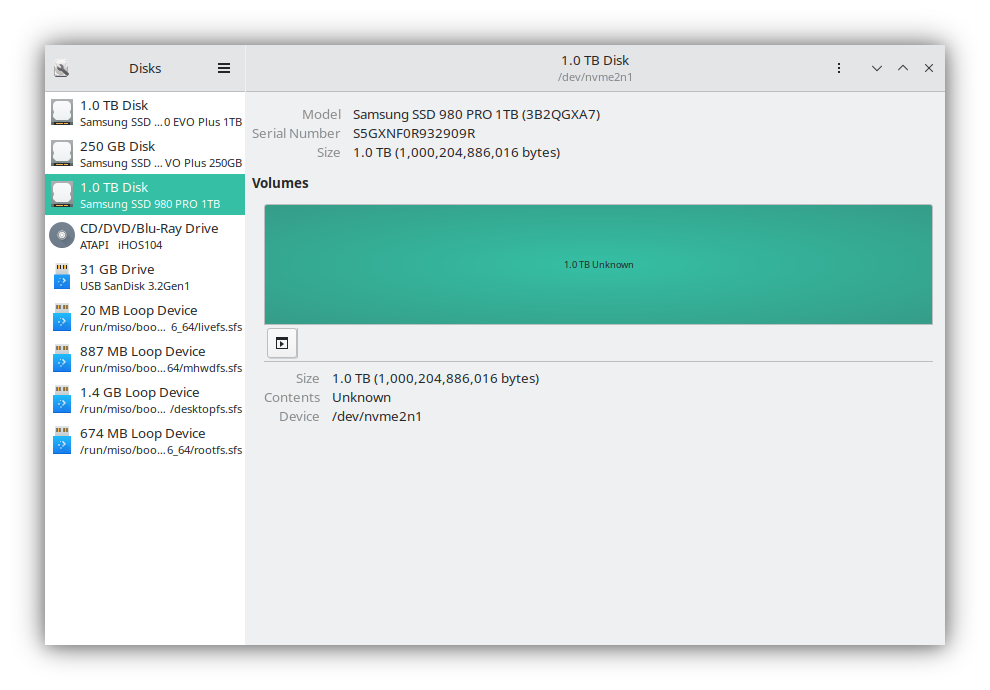 Disks
1.0 TB Disk
/dev/nvme2n1
1.0 TB Disk
Samsung SSD ...0 EVO Plus 1TB
250 GB Disk
Samsung SSD ... VO Plus 250GB
1.0 TB Disk
Samsung SSD 980 PRO 1TB
CD/DVD/Blu-Ray Drive
ATAPI iHOS104
31 GB Drive
USB SanDisk 3.2Gen1
20 MB Loop Device
/run/miso/boo... 6_64/livefs.sfs
887 MB Loop Device
/run/miso/boo... 64/mhwdfs.sfs
1.4 GB Loop Device
/run/miso/boo... /desktopfs.sfs
674 MB Loop Device
/run/miso/boo...6_64/rootfs.sfs
Model Samsung SSD 980 PRO 1TB (3B2QGXA7)
Serial Number S5GXNF0R932909R
Size 1.0 TB (1,000,204,886,016 bytes)
Volumes
1.0 TB Unknown
Size 1.0 TB (1,000,204,886,016 bytes)
Contents Unknown
Device /dev/nvme2n1